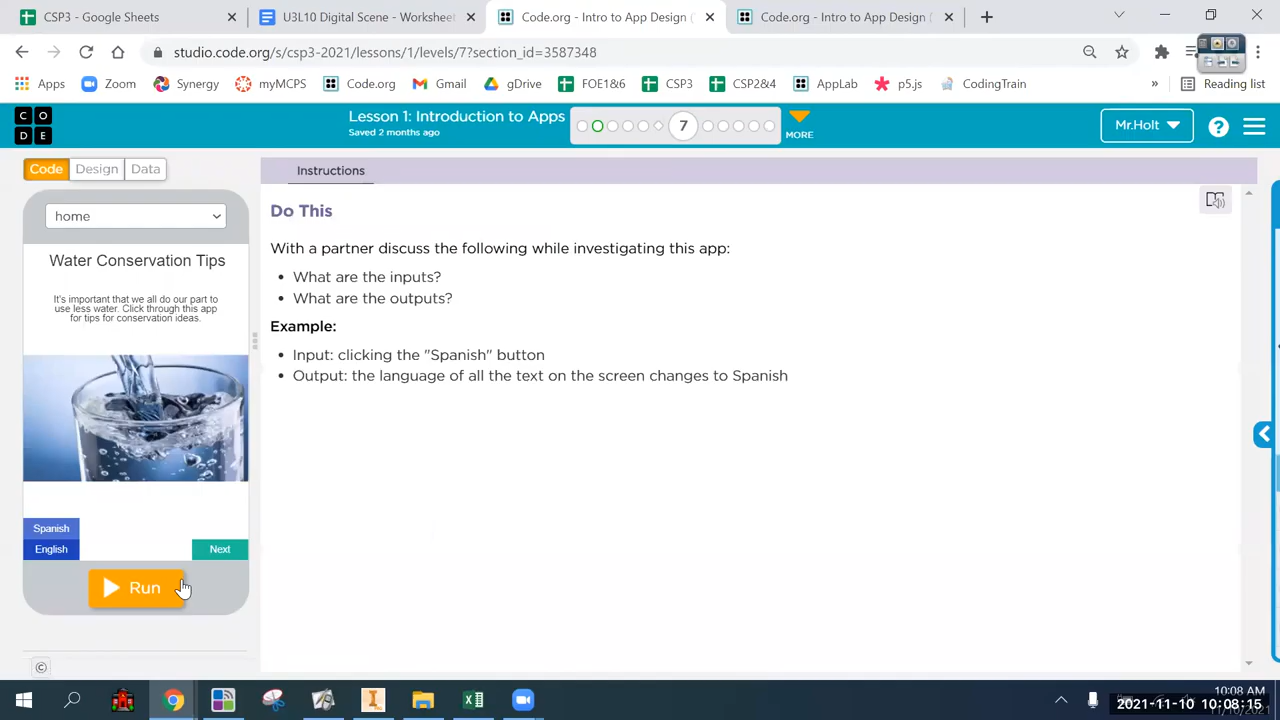 CSP3 - Google Sheets
U3L10 Digital Scene - Workshee
Code.org - Intro to App Design (
Code.org - Intro to App Design (
studio.code.org/s/csp3-2021/lessons/1/levels/7?section_id=3587348
Apps
Zoom
Synergy
myMCPS
Code.org
Gmail
gDrive
FOE1&6
CSP3
CSP2&4
AppLab
p5.js
CodingTrain
»
Reading list
C O
D E
Lesson 1: Introduction to Apps
Saved 2 months ago
7
MORE
Mr.Holt
?
Code
Design
Data
Instructions
home
Do This
With a partner discuss the following while investigating this app:
• What are the inputs?
• What are the outputs?
Example:
• Input: clicking the "Spanish" button
• Output: the language of all the text on the screen changes to Spanish
Water Conservation Tips
It's important that we all do our part to
use less water. Click through this app
for tips for conservation ideas.
Spanish
English
Next
Run
©
10:08 AM
2021-11-10 10:08:15